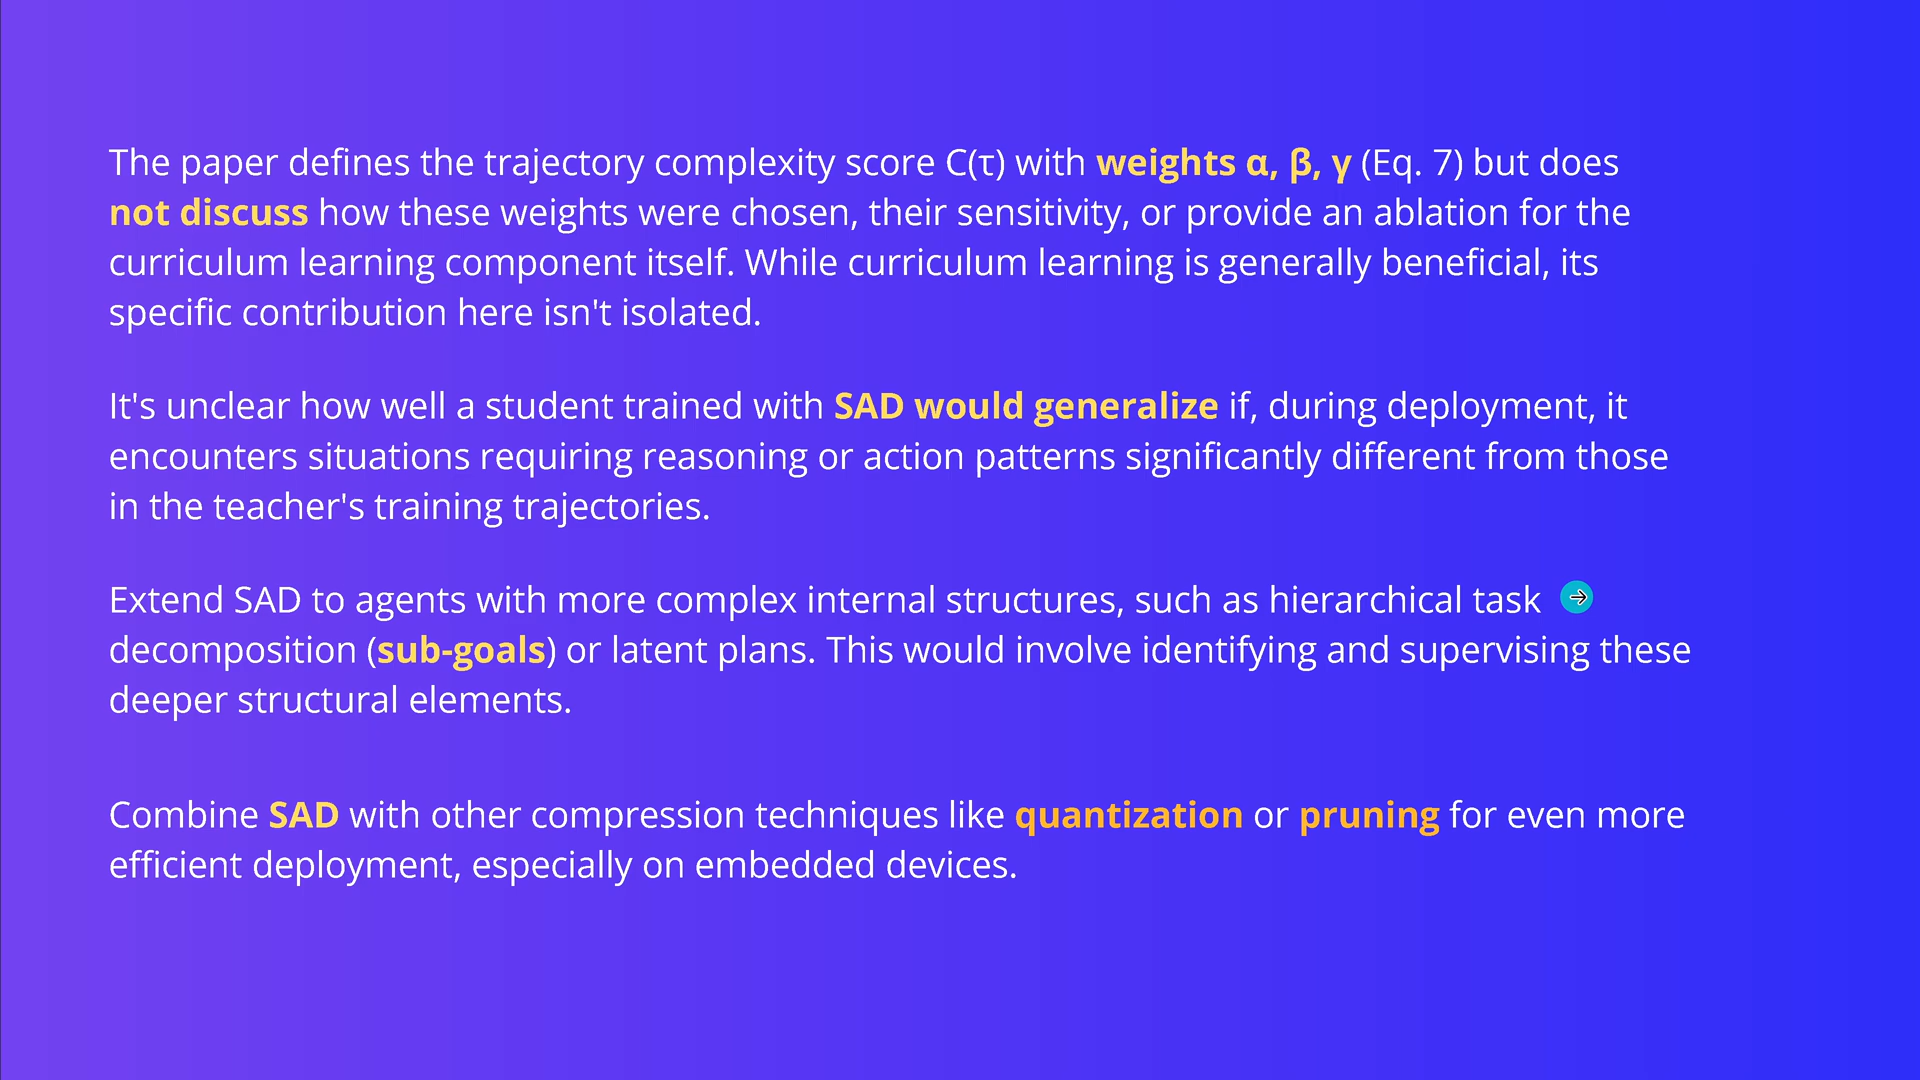 The paper defines the trajectory complexity score C(τ) with weights α, β, γ (Eq. 7) but does
not discuss how these weights were chosen, their sensitivity, or provide an ablation for the
curriculum learning component itself. While curriculum learning is generally beneficial, its
specific contribution here isn't isolated.
It's unclear how well a student trained with SAD would generalize if, during deployment, it
encounters situations requiring reasoning or action patterns significantly different from those
in the teacher's training trajectories.
Extend SAD to agents with more complex internal structures, such as hierarchical task
decomposition (sub-goals) or latent plans. This would involve identifying and supervising these
deeper structural elements.
Combine SAD with other compression techniques like quantization or pruning for even more
efficient deployment, especially on embedded devices.